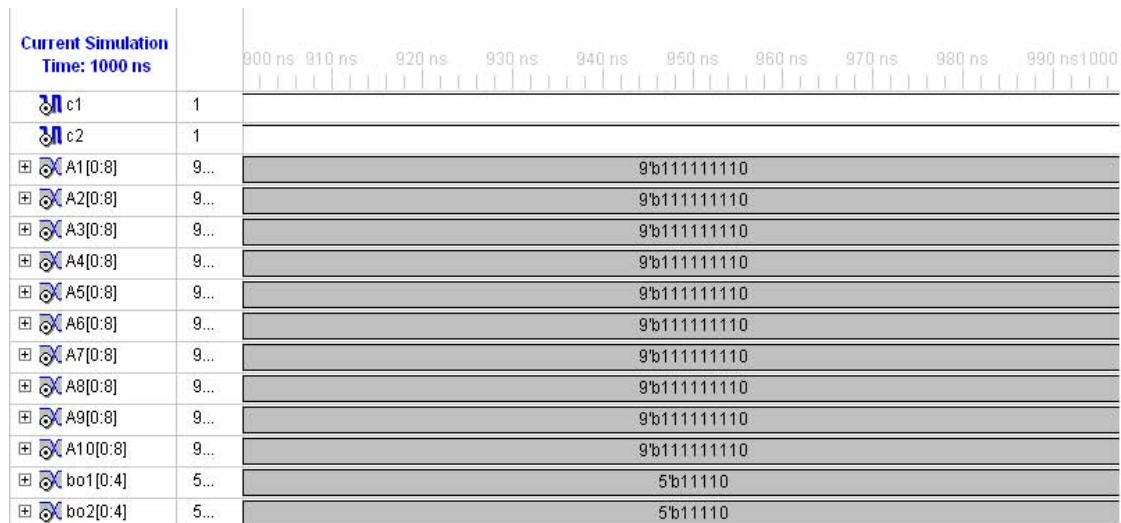 Current Simulation
Time: 1000 ns
900 ns 910 ns 920 ns 930 ns 940 ns 950 ns 960 ns 970 ns 980 ns 990 ns1000
c1 1
c2 1
A1[0:8] 9... 9'b111111110
A2[0:8] 9... 9'b111111110
A3[0:8] 9... 9'b111111110
A4[0:8] 9... 9'b111111110
A5[0:8] 9... 9'b111111110
A6[0:8] 9... 9'b111111110
A7[0:8] 9... 9'b111111110
A8[0:8] 9... 9'b111111110
A9[0:8] 9... 9'b111111110
A10[0:8] 9... 9'b111111110
bo1[0:4] 5... 5'b11110
bo2[0:4] 5... 5'b11110